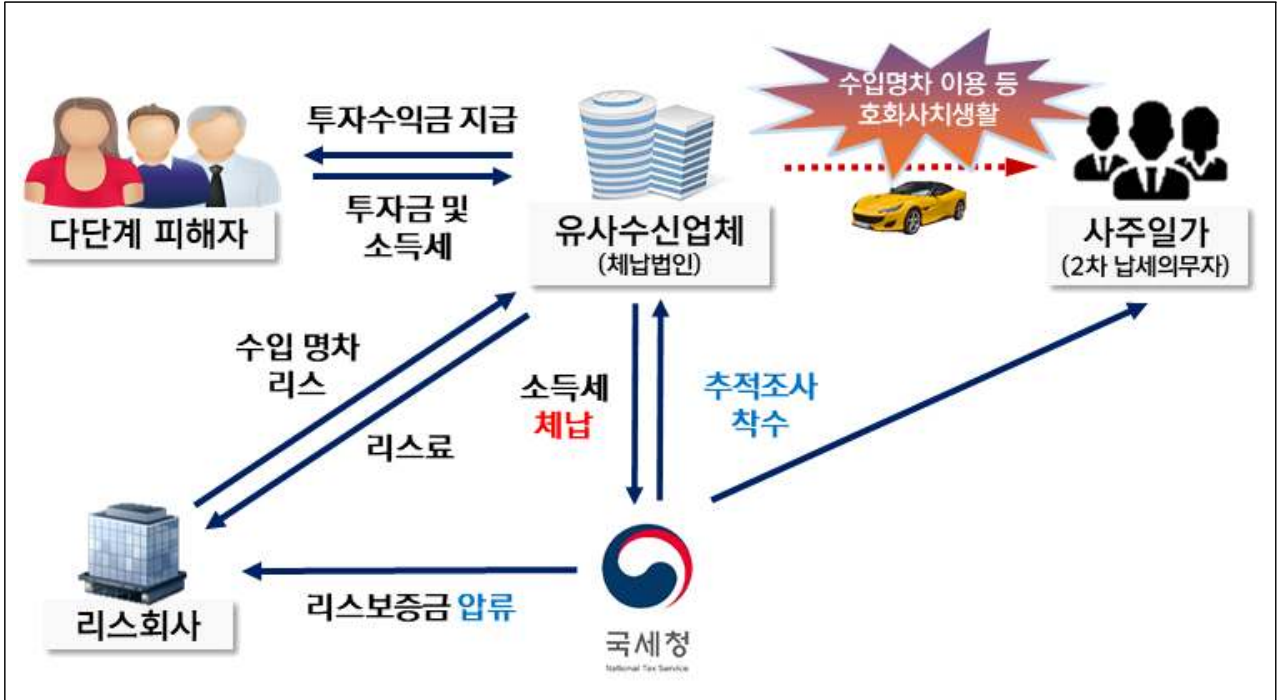 수입명차 이용 등
호화사치생활
투자수익금 지급
투자금 및
소득세
다단계 피해자
유사수신업체
(체납법인)
사주일가
(2차 납세의무자)
수입 명차
리스
리스료
소득세
체납
추적조사
착수
리스회사
리스보증금 압류
국세청
National Tax Service